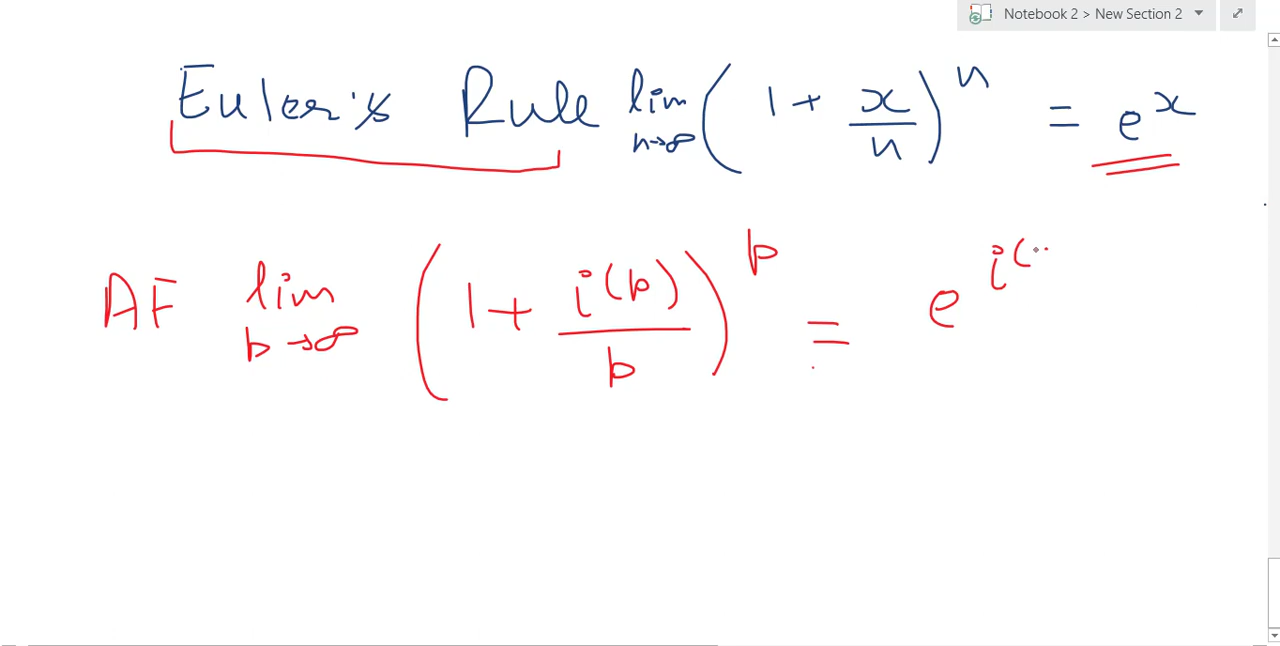 Notebook 2 > New Section 2
Euler's Rule lim n→∞ (1 + x/n)^n = e^x
AF lim p→∞ (1 + i(p)/p)^p = e^i(